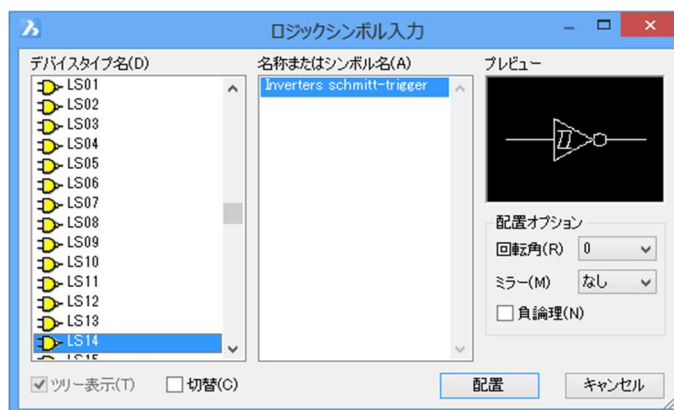 ロジックシンボル入力
デバイスタイプ名(D)
LS01
LS02
LS03
LS04
LS05
LS06
LS07
LS08
LS09
LS10
LS11
LS12
LS13
LS14
LS15
名称またはシンボル名(A)
Inverters schmitt-trigger
プレビュー
配置オプション
回転角(R) 0
ミラー(M) なし
負論理(N)
ツリー表示(T) 切替(C) 配置 キャンセル